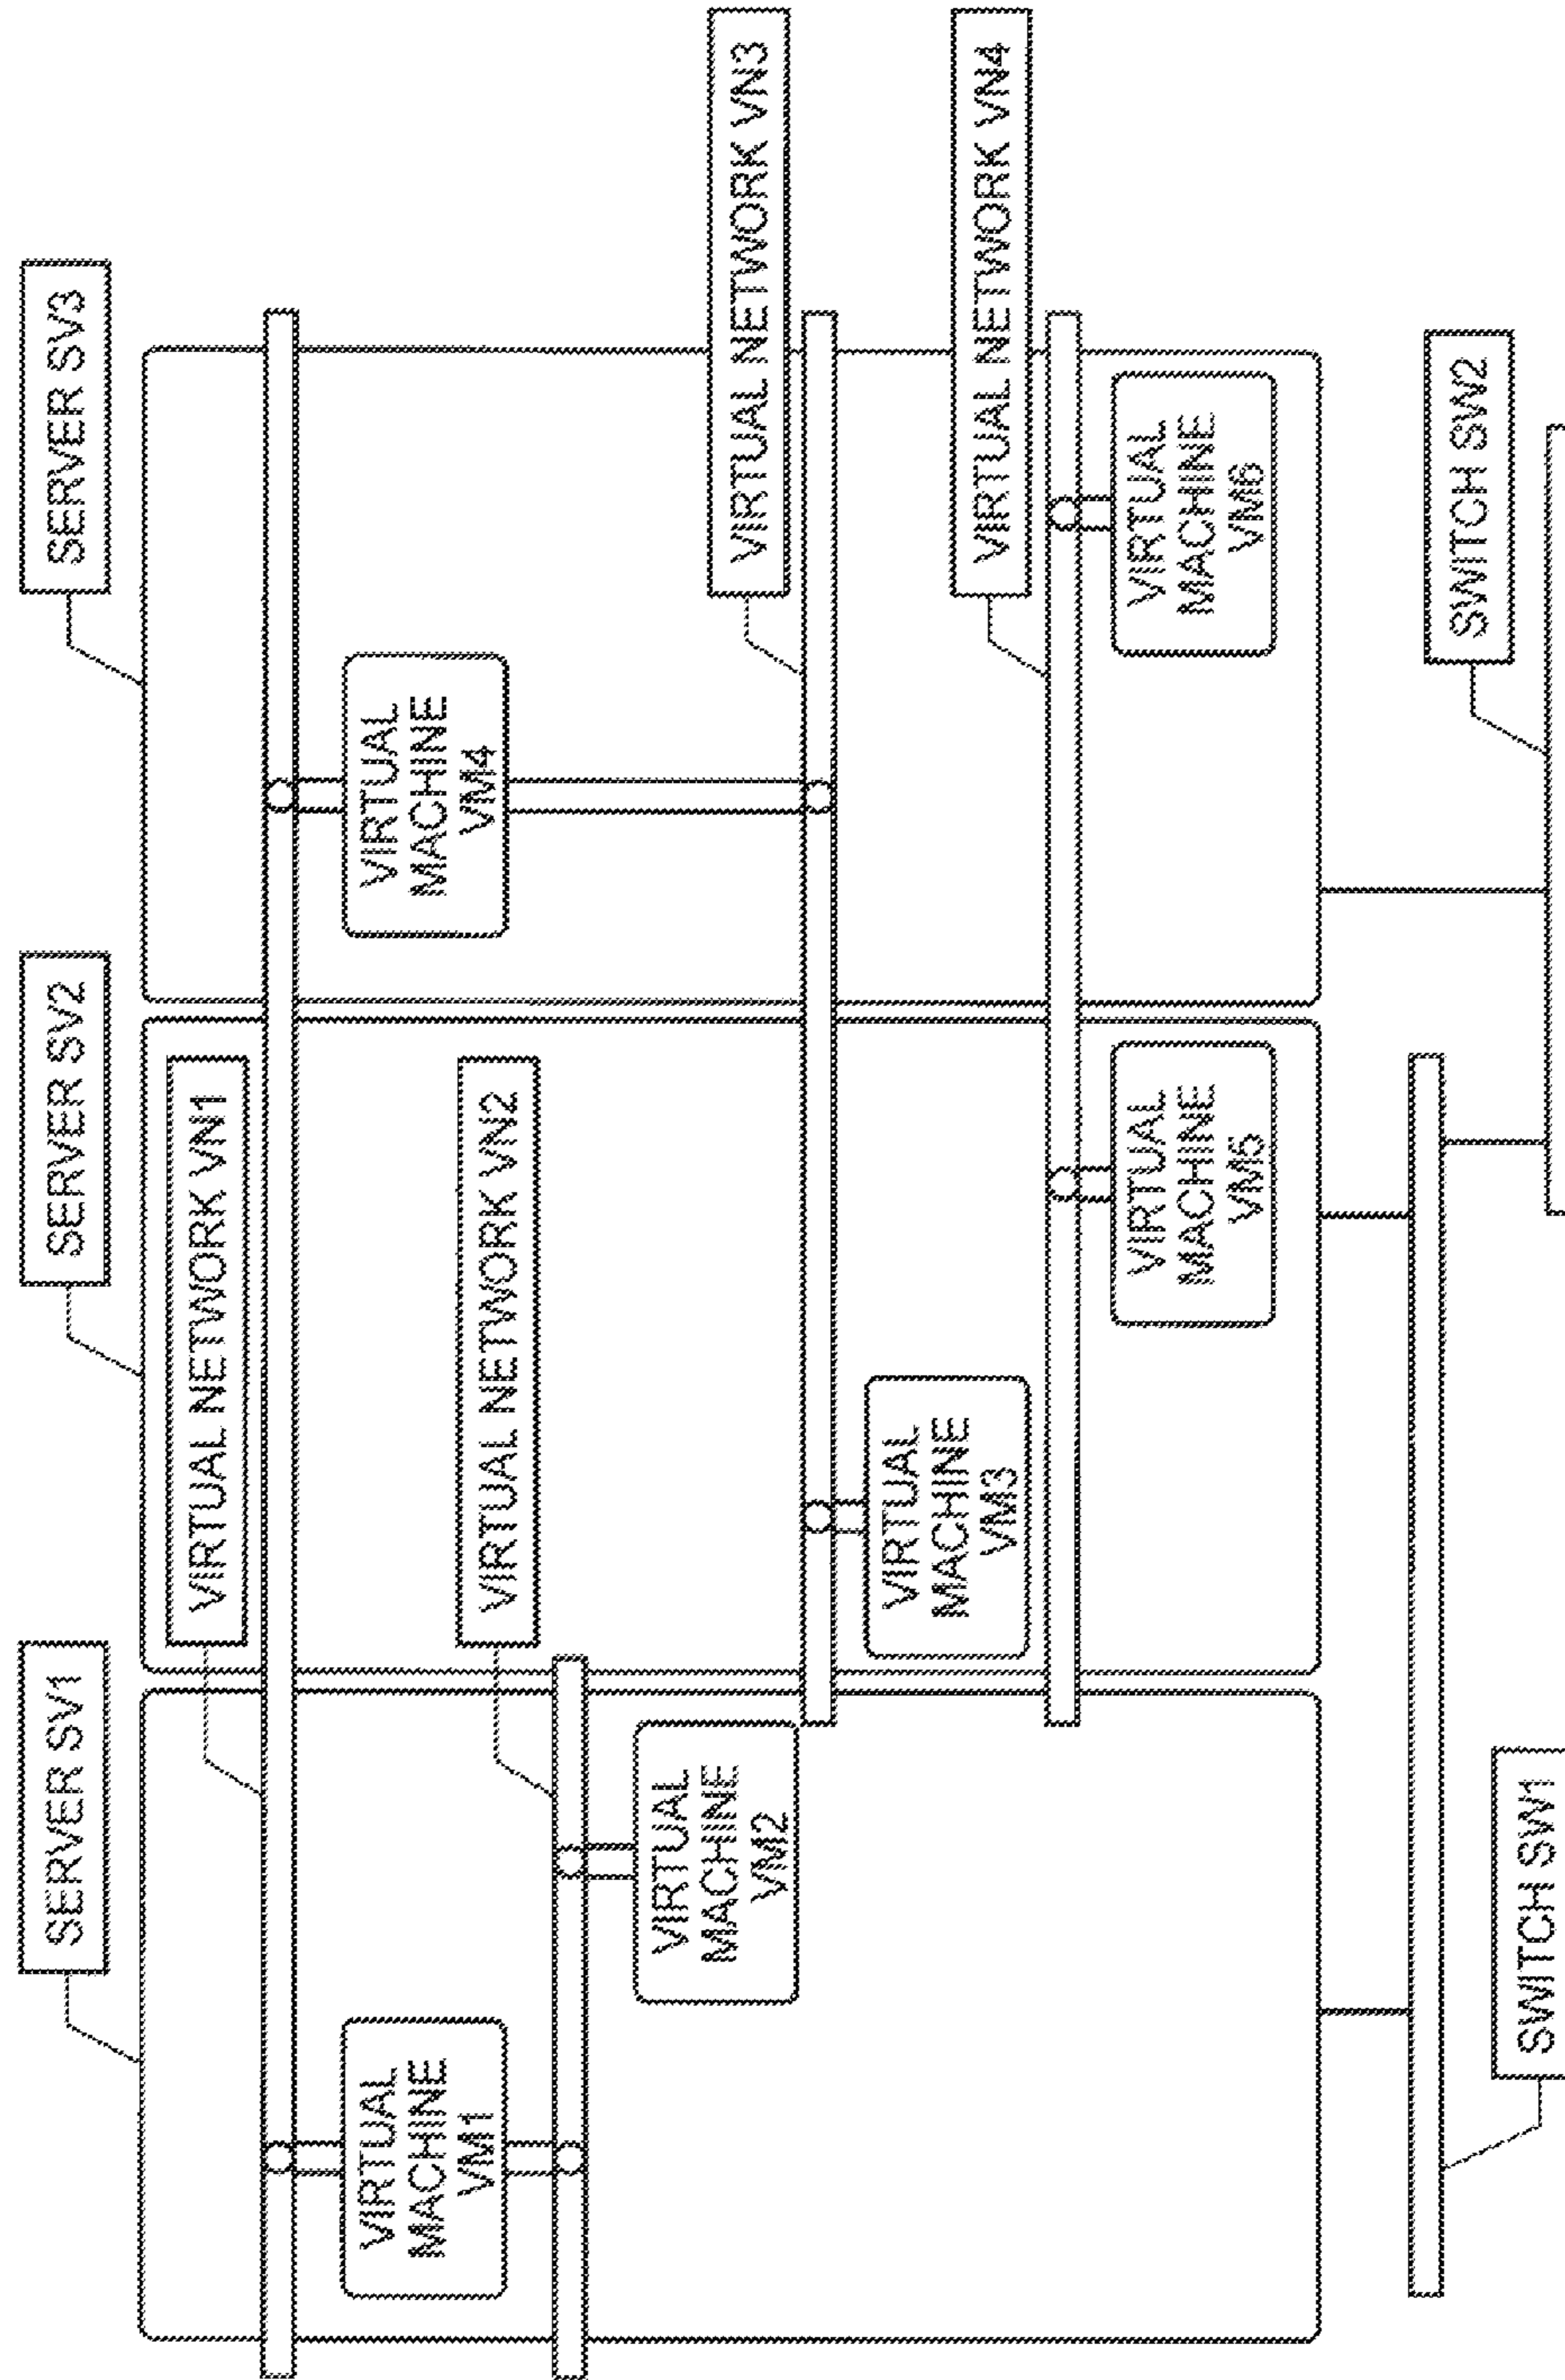 SERVER SV1
SERVER SV2
SERVER SV3
VIRTUAL NETWORK VN1
VIRTUAL
MACHINE
VM1
VIRTUAL
MACHINE
VM4
VIRTUAL NETWORK VN2
VIRTUAL
MACHINE
VM2
VIRTUAL NETWORK VN3
VIRTUAL
MACHINE
VM3
VIRTUAL NETWORK VN4
VIRTUAL
MACHINE
VM5
VIRTUAL
MACHINE
VM6
SWITCH SW2
SWITCH SW1